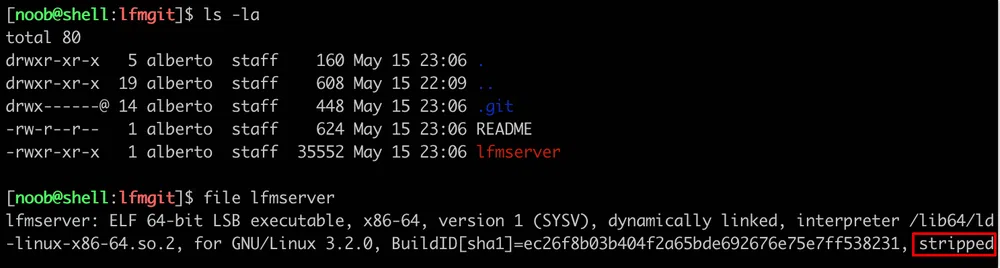 [noob@shell:lfmgit]$ ls -la
total 80
drwxr-xr-x   5 alberto  staff    160 May 15 23:06 .
drwxr-xr-x  19 alberto  staff    608 May 15 22:09 ..
drwx------@ 14 alberto  staff    448 May 15 23:06 .git
-rw-r--r--   1 alberto  staff    624 May 15 23:06 README
-rwxr-xr-x   1 alberto  staff  35552 May 15 23:06 lfmserver
[noob@shell:lfmgit]$ file lfmserver
lfmserver: ELF 64-bit LSB executable, x86-64, version 1 (SYSV), dynamically linked, interpreter /lib64/ld
-linux-x86-64.so.2, for GNU/Linux 3.2.0, BuildID[sha1]=ec26f8b03b404f2a65bde692676e75e7ff538231, stripped